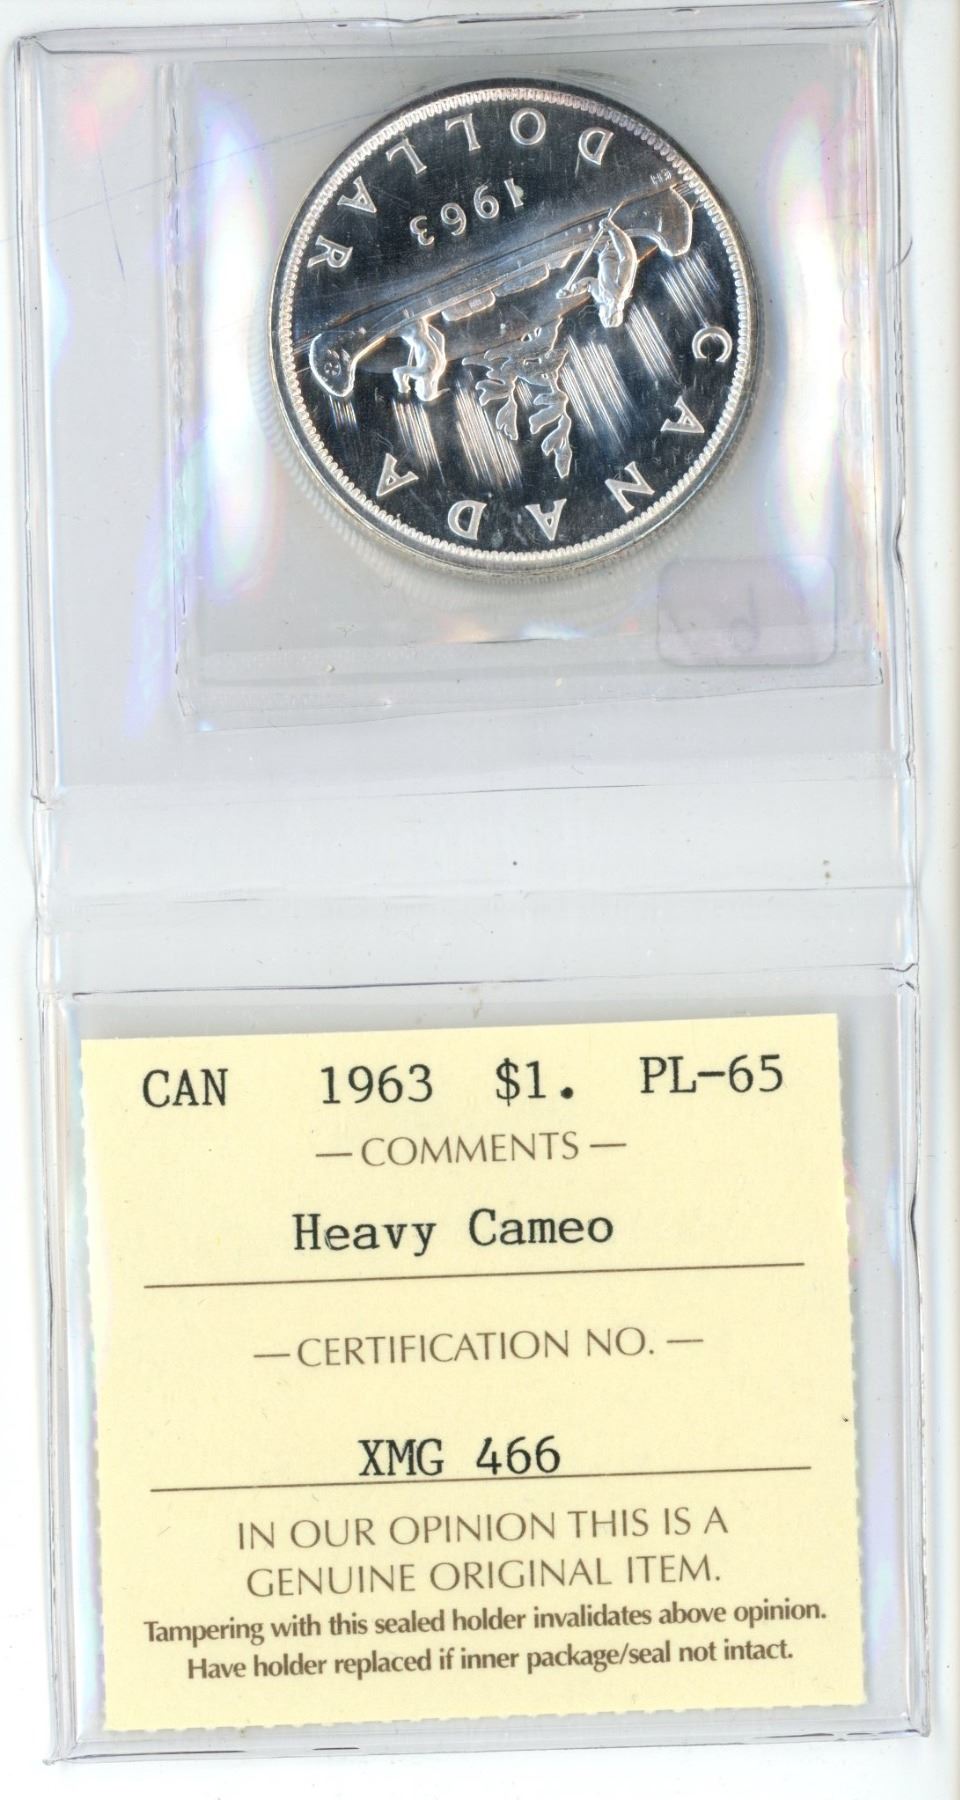 CANADA
1963
DOLLAR
CAN 1963 $1. PL-65
— COMMENTS —
Heavy Cameo
— CERTIFICATION NO. —
XMG 466
IN OUR OPINION THIS IS A
GENUINE ORIGINAL ITEM.
Tampering with this sealed holder invalidates above opinion.
Have holder replaced if inner package/seal not intact.